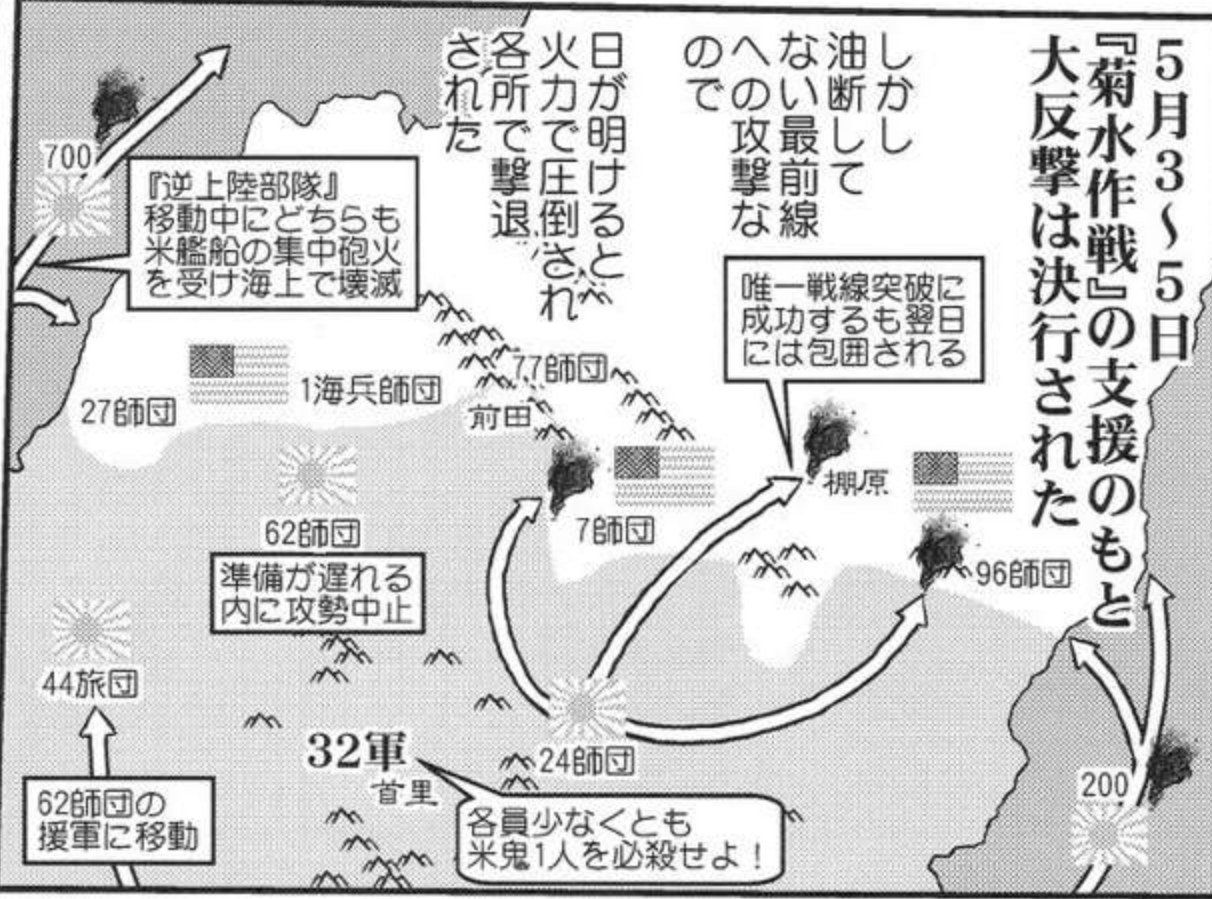 5月3〜5日
『菊水作戦』の支援のもと
大反撃は決行された
しかし
油断して
ない最前線
への攻撃な
ので
日が明けると
火力で圧倒され
各所で撃退
された
700
『逆上陸部隊』
移動中にどちらも
米艦船の集中砲火
を受け海上で壊滅
唯一戦線突破に
成功するも翌日
には包囲される
27師団
1海兵師団
77師団
前田
7師団
棚原
96師団
62師団
準備が遅れる
内に攻勢中止
44旅団
62師団の
援軍に移動
32軍
首里
24師団
各員少なくとも
米鬼1人を必殺せよ！
200